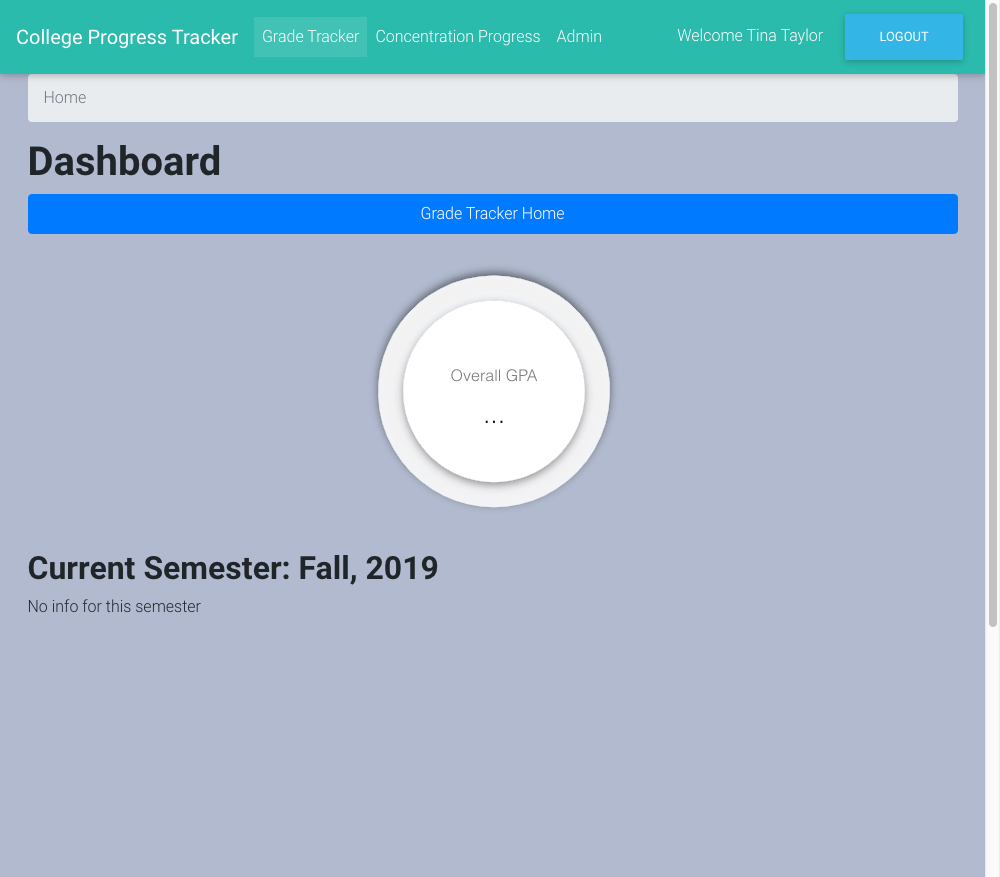 College Progress Tracker Grade Tracker Concentration Progress Admin Welcome Tina Taylor LOGOUT
Home
Dashboard
Grade Tracker Home
Overall GPA
...
Current Semester: Fall, 2019
No info for this semester